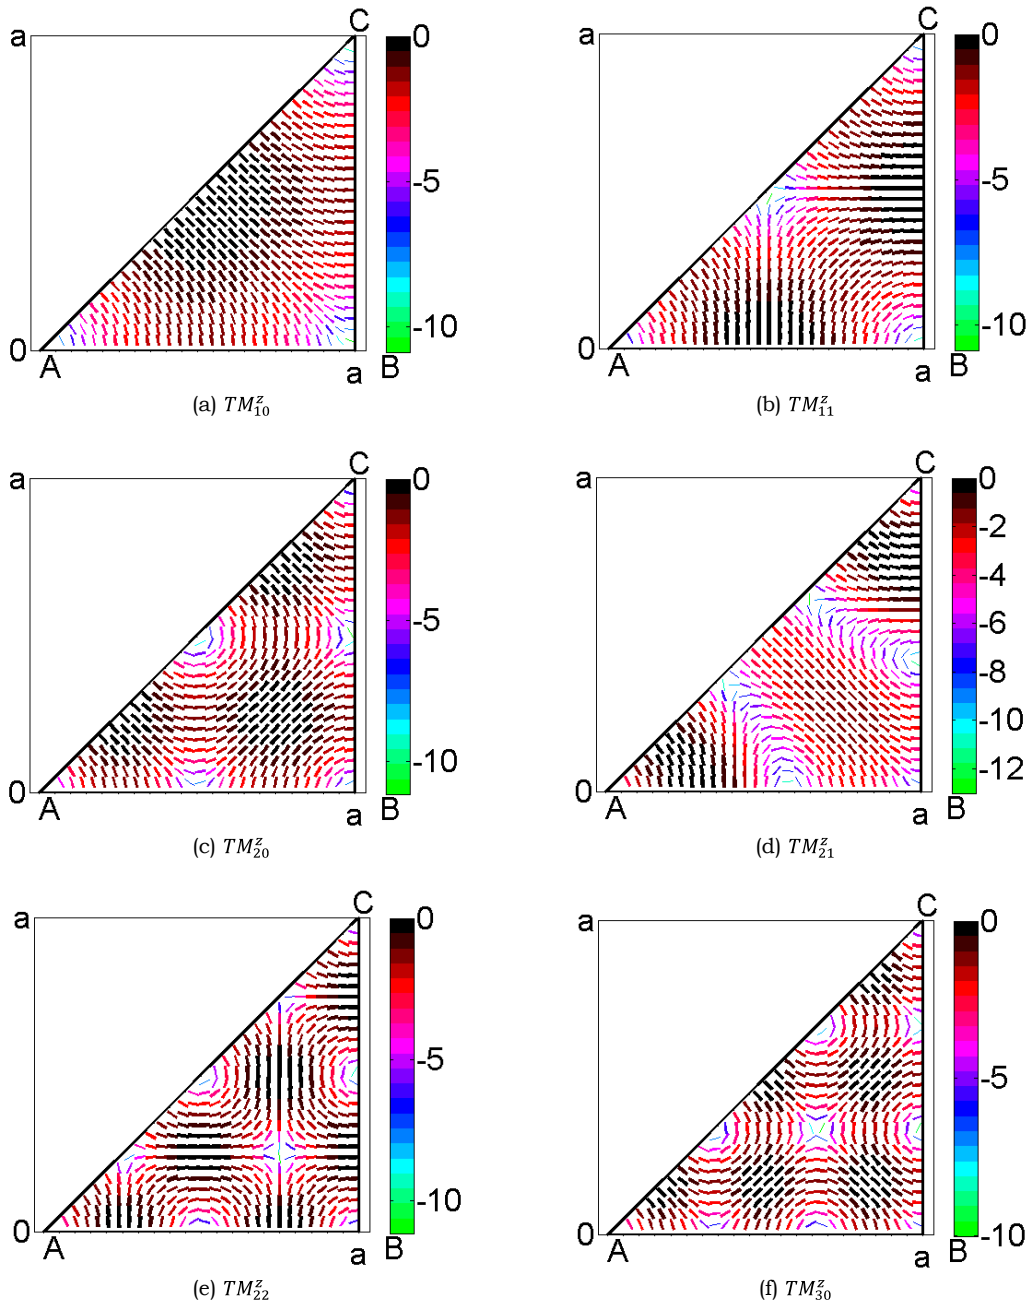 C C
a 0 0
-5 -5
-10 -10
0 A a B 0 A a B
(a) TM^z_10 (b) TM^z_11
C C
a 0 0
-2
-5 -4
-6
-8
-10 -10
-12
0 A a B 0 A a B
(c) TM^z_20 (d) TM^z_21
C C
a 0 a 0
-5 -5
-10 -10
0 A a B 0 A a B
(e) TM^z_22 (f) TM^z_30